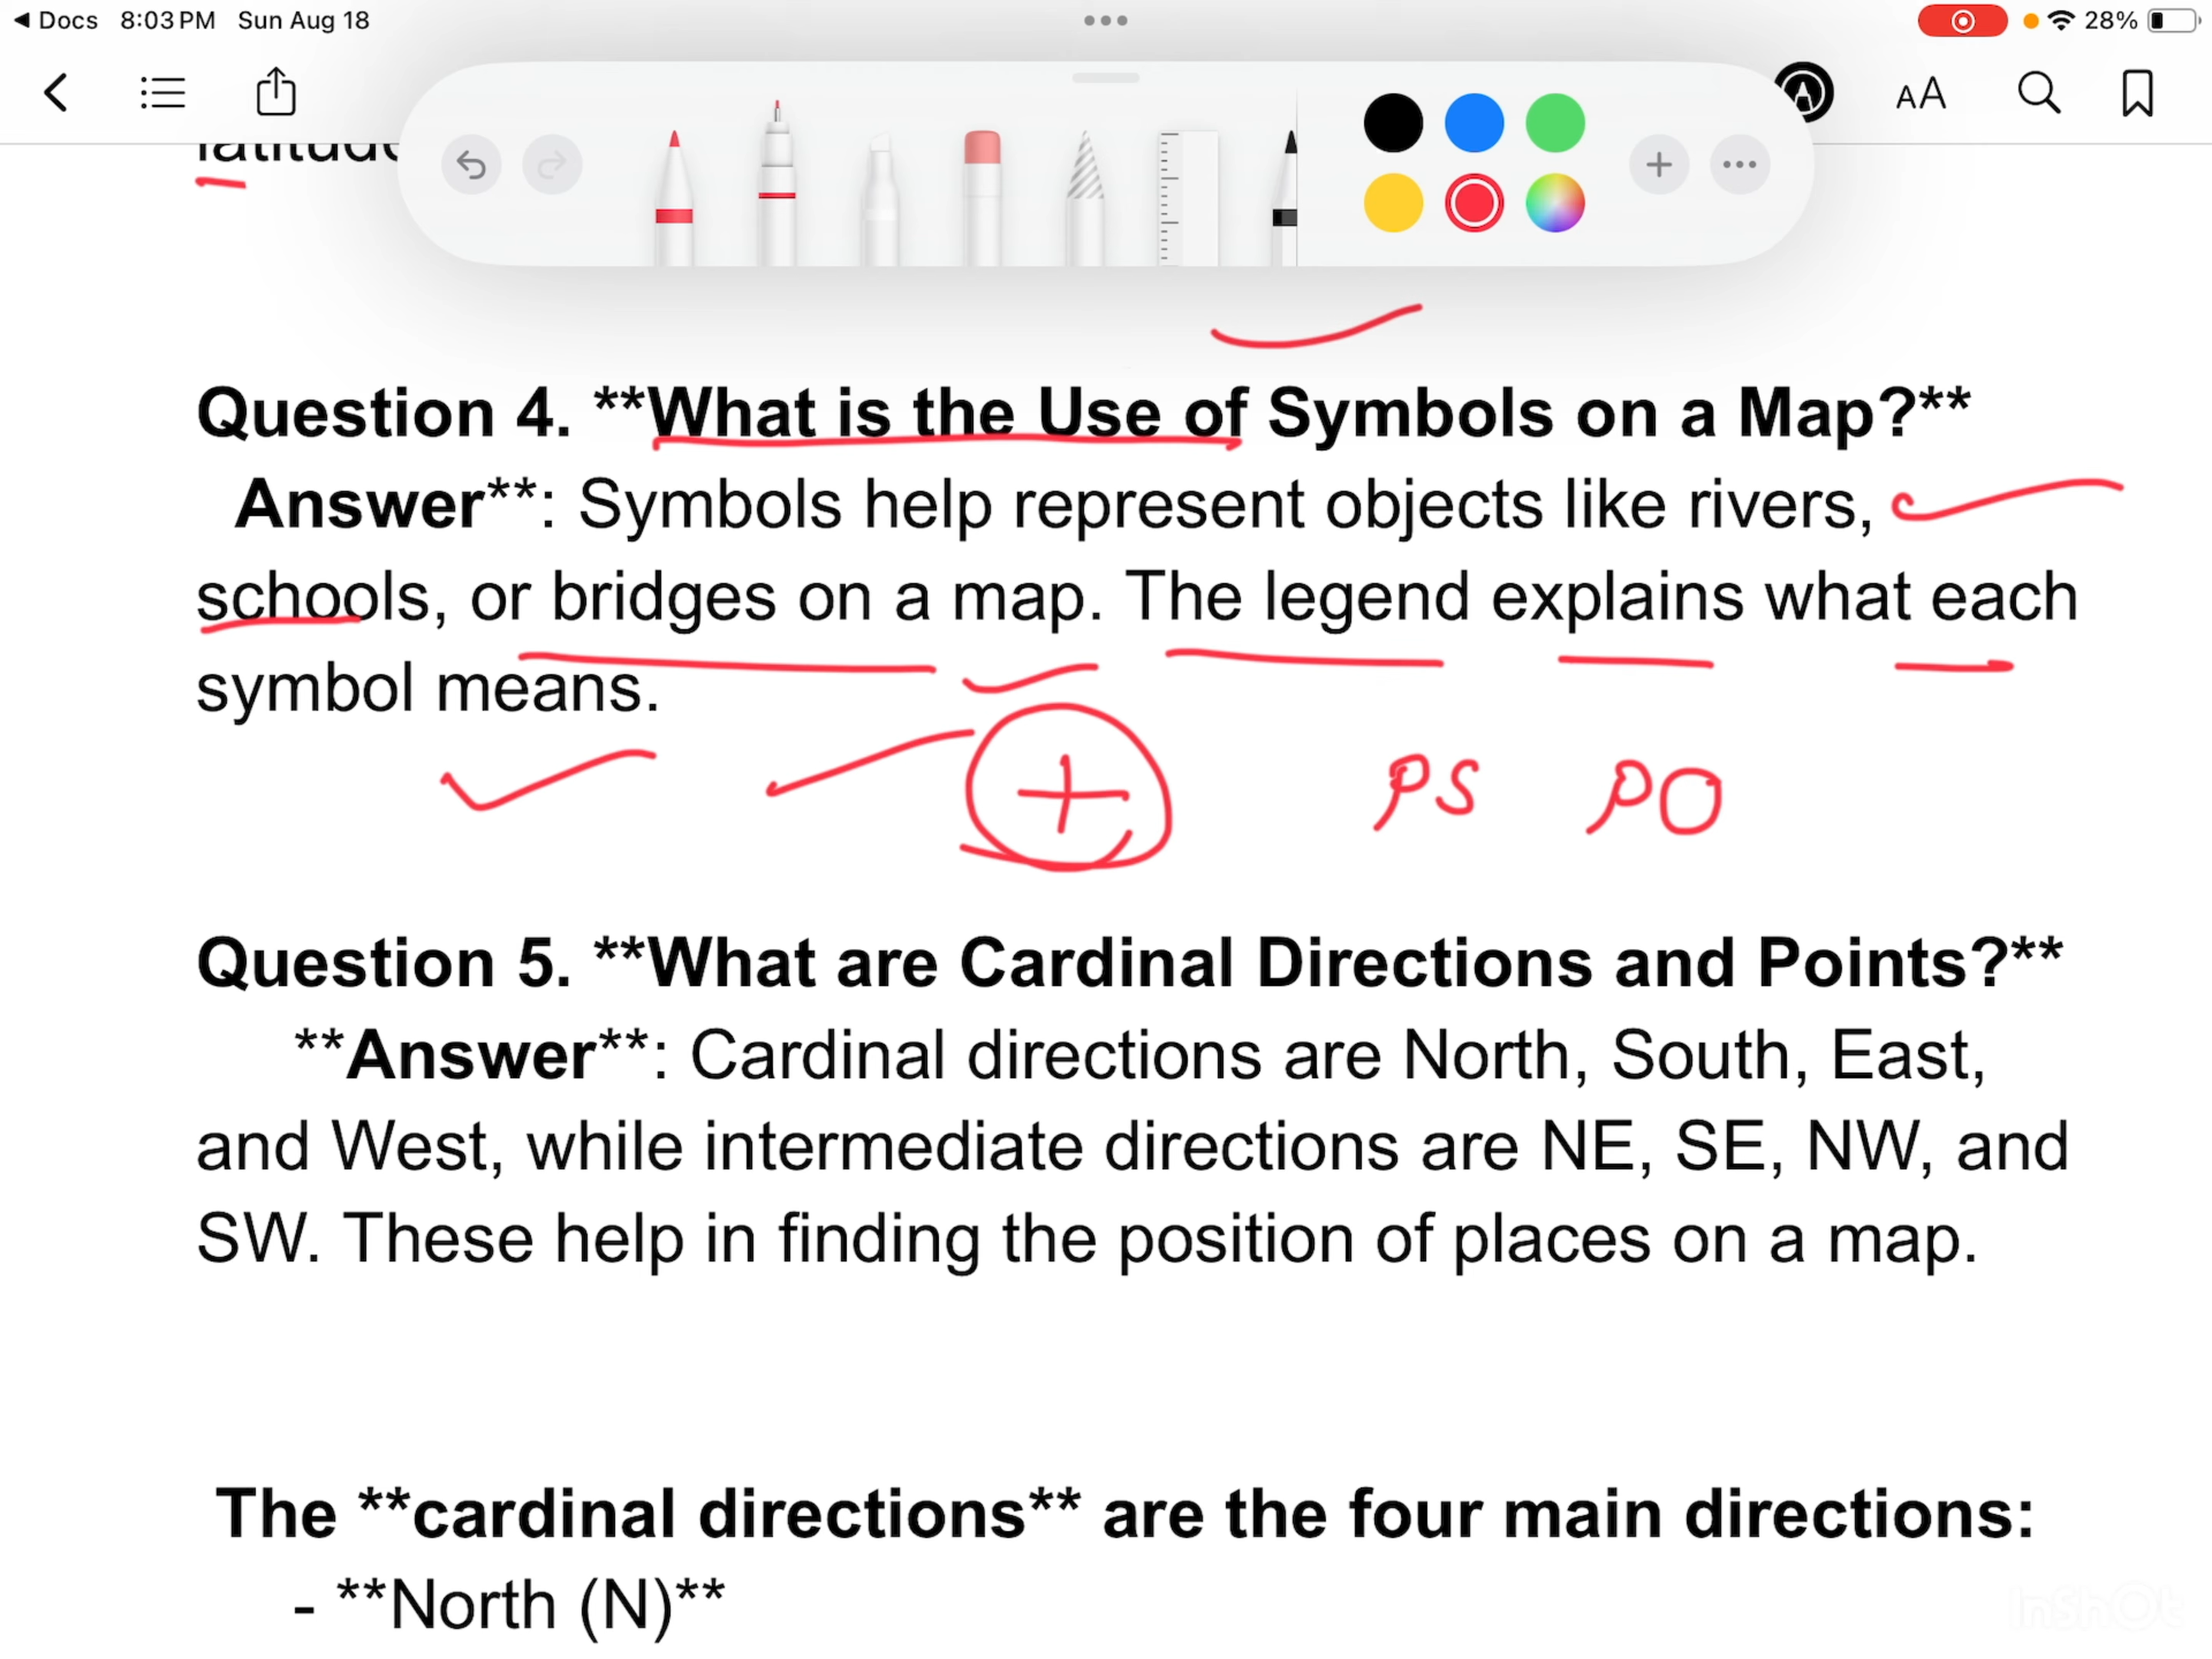 Docs 8:03 PM Sun Aug 18
28%
AA
latitude
Question 4. **What is the Use of Symbols on a Map?**
Answer**: Symbols help represent objects like rivers,
schools, or bridges on a map. The legend explains what each
symbol means.
+ PS PO
Question 5. **What are Cardinal Directions and Points?**
**Answer**: Cardinal directions are North, South, East,
and West, while intermediate directions are NE, SE, NW, and
SW. These help in finding the position of places on a map.
The **cardinal directions** are the four main directions:
- **North (N)**
InShOt